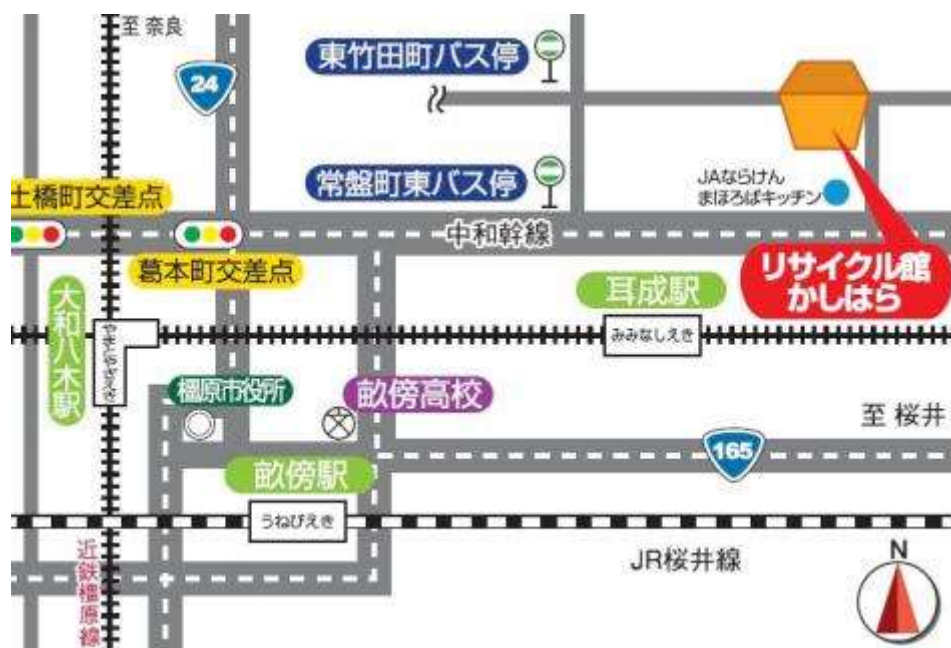 至 奈良
24
東竹田町バス停
常盤町東バス停
JAならけん
まほろばキッチン
土橋町交差点
中和幹線
葛本町交差点
リサイクル館
かしはら
大和八木駅
やまとやぎえき
耳成駅
みみなしえき
橿原市役所
畝傍高校
至 桜井
165
畝傍駅
うねびえき
近鉄橿原線
JR桜井線
N